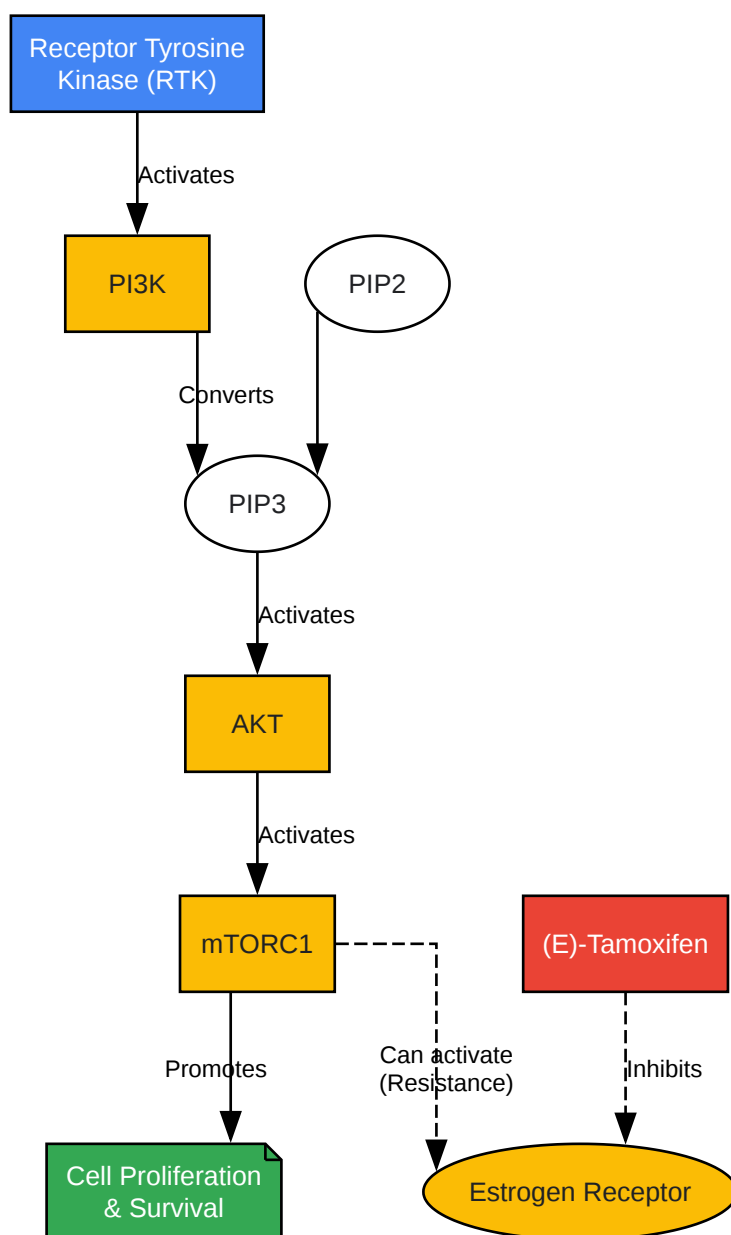 Receptor Tyrosine
Kinase (RTK)
Activates
PI3K
PIP2
Converts
PIP3
Activates
AKT
Activates
mTORC1
(E)-Tamoxifen
Promotes
Can activate
(Resistance)
Inhibits
Cell Proliferation
& Survival
Estrogen Receptor